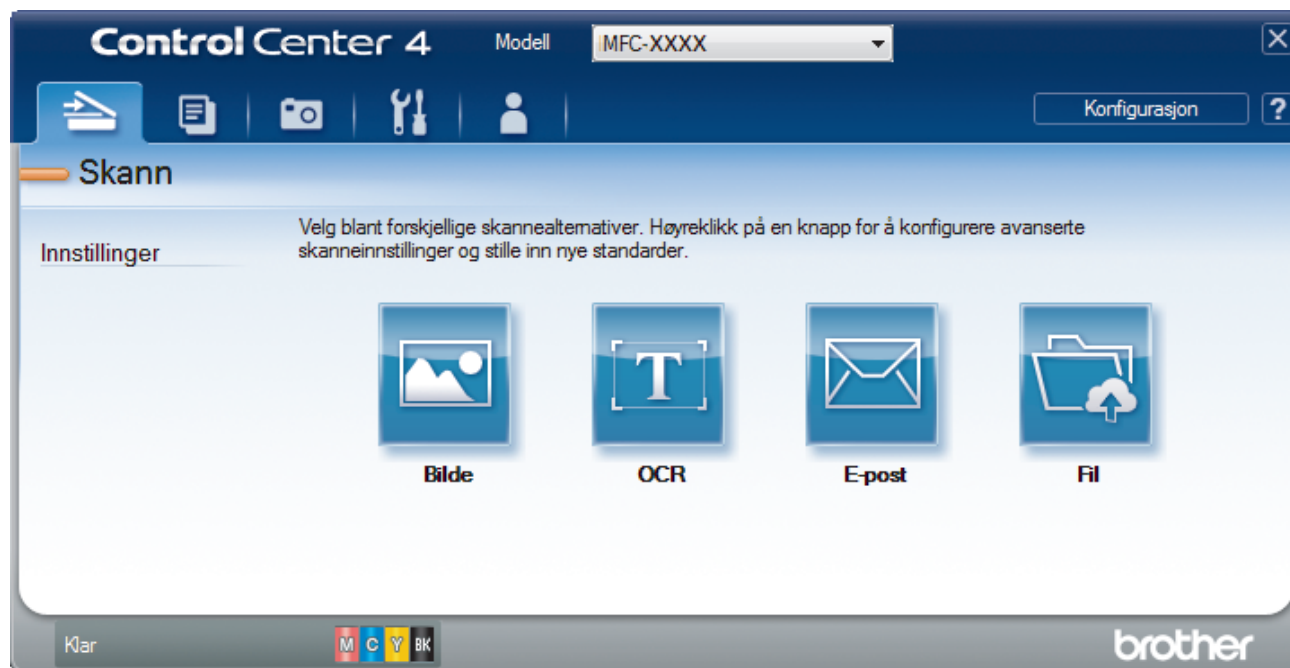 Control Center 4 Modell MFC-XXXX
Konfigurasjon ?
Skann
Velg blant forskjellige skannealternativer. Høyreklikk på en knapp for å konfigurere avanserte
skanneinnstillinger og stille inn nye standarder.
Innstillinger
T
Bilde OCR E-post Fil
Klar M C Y BK brother